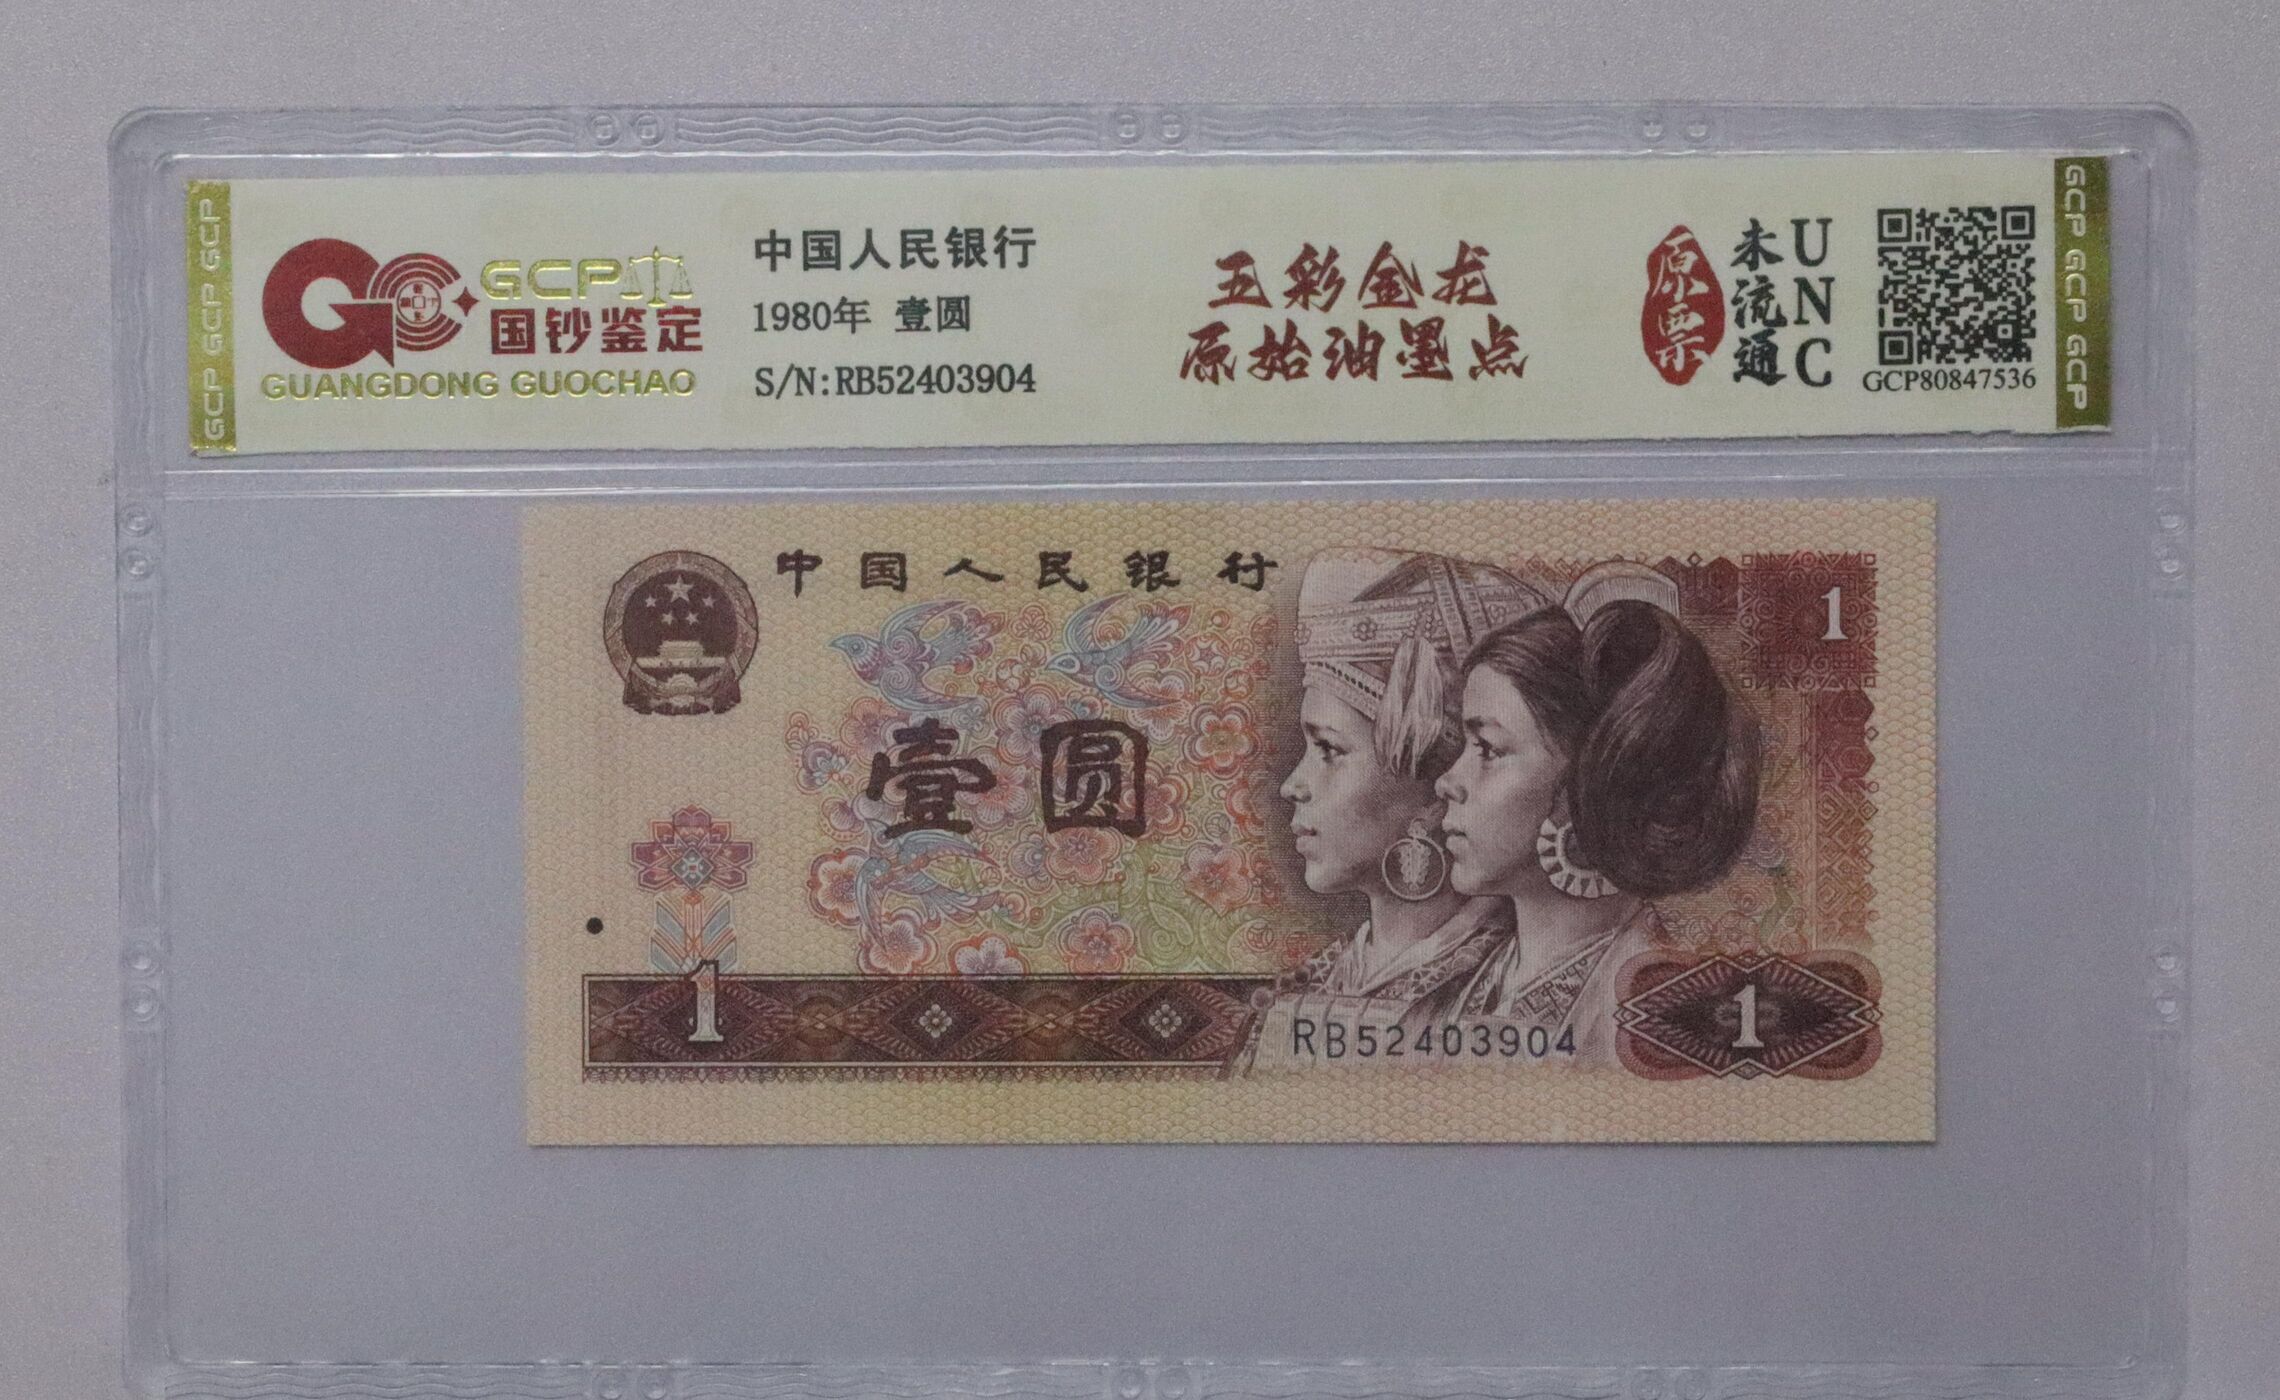 GCP GCP GCP
GCP
国钞鉴定
GUANGDONG GUOCHAO
中国人民银行
1980年 壹圆
S/N:RB52403904
五彩金龙
原始油墨点
原票
未流通
UNC
GCP80847536
GCP GCP GCP
中国人民银行
1
壹圆
1
RB52403904
1